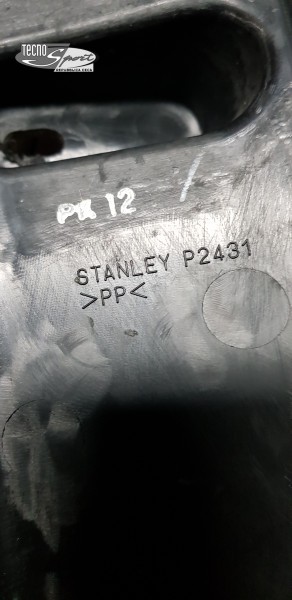 TECNO
Sport
PK 12
STANLEY P2431
>PP<